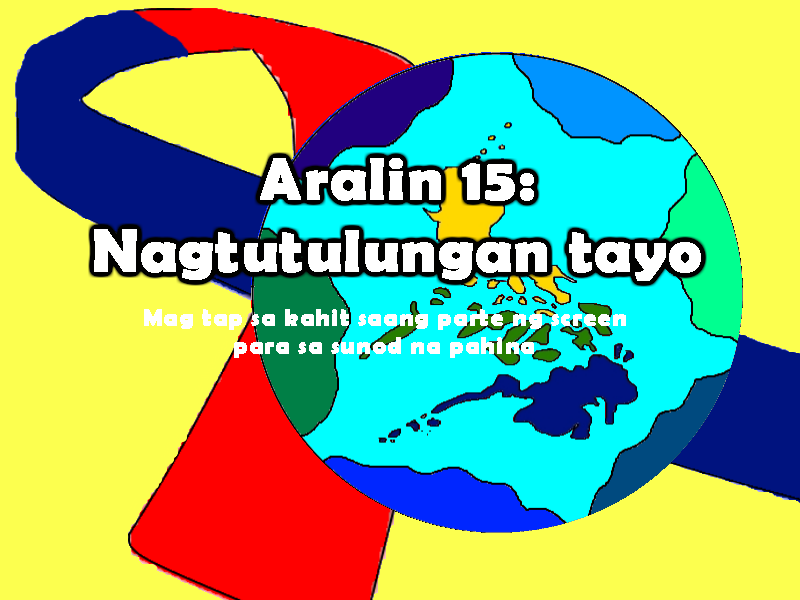 Aralin 15:
Nagtutulungan tayo
Mag tap sa kahit saang parte ng screen
para sa sunod na pahina